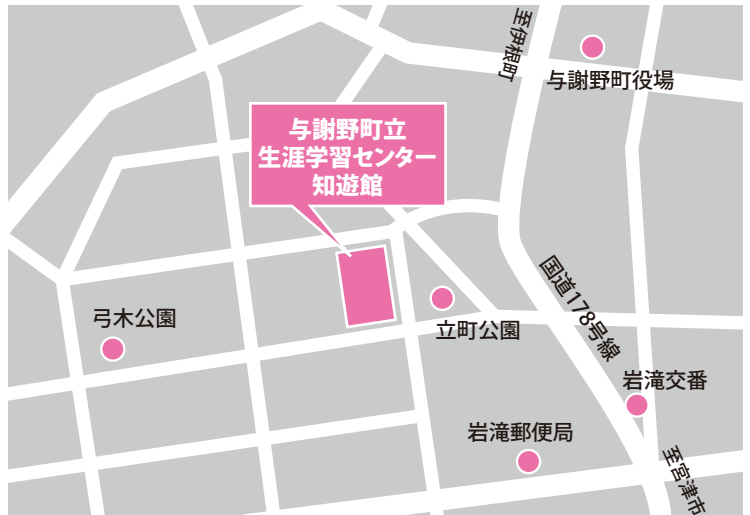 至伊根町
与謝野町役場
与謝野町立
生涯学習センター
知遊館
国道178号線
弓木公園
立町公園
岩滝交番
岩滝郵便局
至宮津市